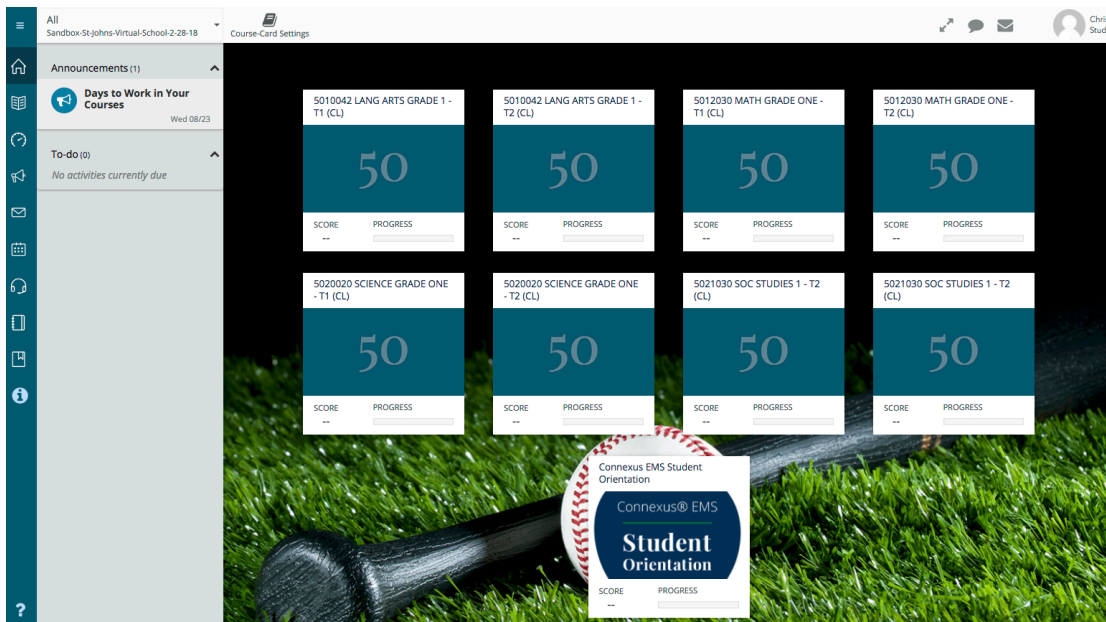 All
Sandbox-St-Johns-Virtual-School-2-28-18
Course-Card Settings
Chri
Stud
Announcements (1)
Days to Work in Your
Courses
Wed 08/23
To-do (0)
No activities currently due
5010042 LANG ARTS GRADE 1 -
T1 (CL)
50
SCORE PROGRESS
--
5010042 LANG ARTS GRADE 1 -
T2 (CL)
50
SCORE PROGRESS
--
5012030 MATH GRADE ONE -
T1 (CL)
50
SCORE PROGRESS
--
5012030 MATH GRADE ONE -
T2 (CL)
50
SCORE PROGRESS
--
5020020 SCIENCE GRADE ONE
- T1 (CL)
50
SCORE PROGRESS
--
5020020 SCIENCE GRADE ONE
- T2 (CL)
50
SCORE PROGRESS
--
5021030 SOC STUDIES 1 - T2
(CL)
50
SCORE PROGRESS
--
5021030 SOC STUDIES 1 - T2
(CL)
50
SCORE PROGRESS
--
Connexus EMS Student
Orientation
Connexus® EMS
Student
Orientation
SCORE PROGRESS
--
?